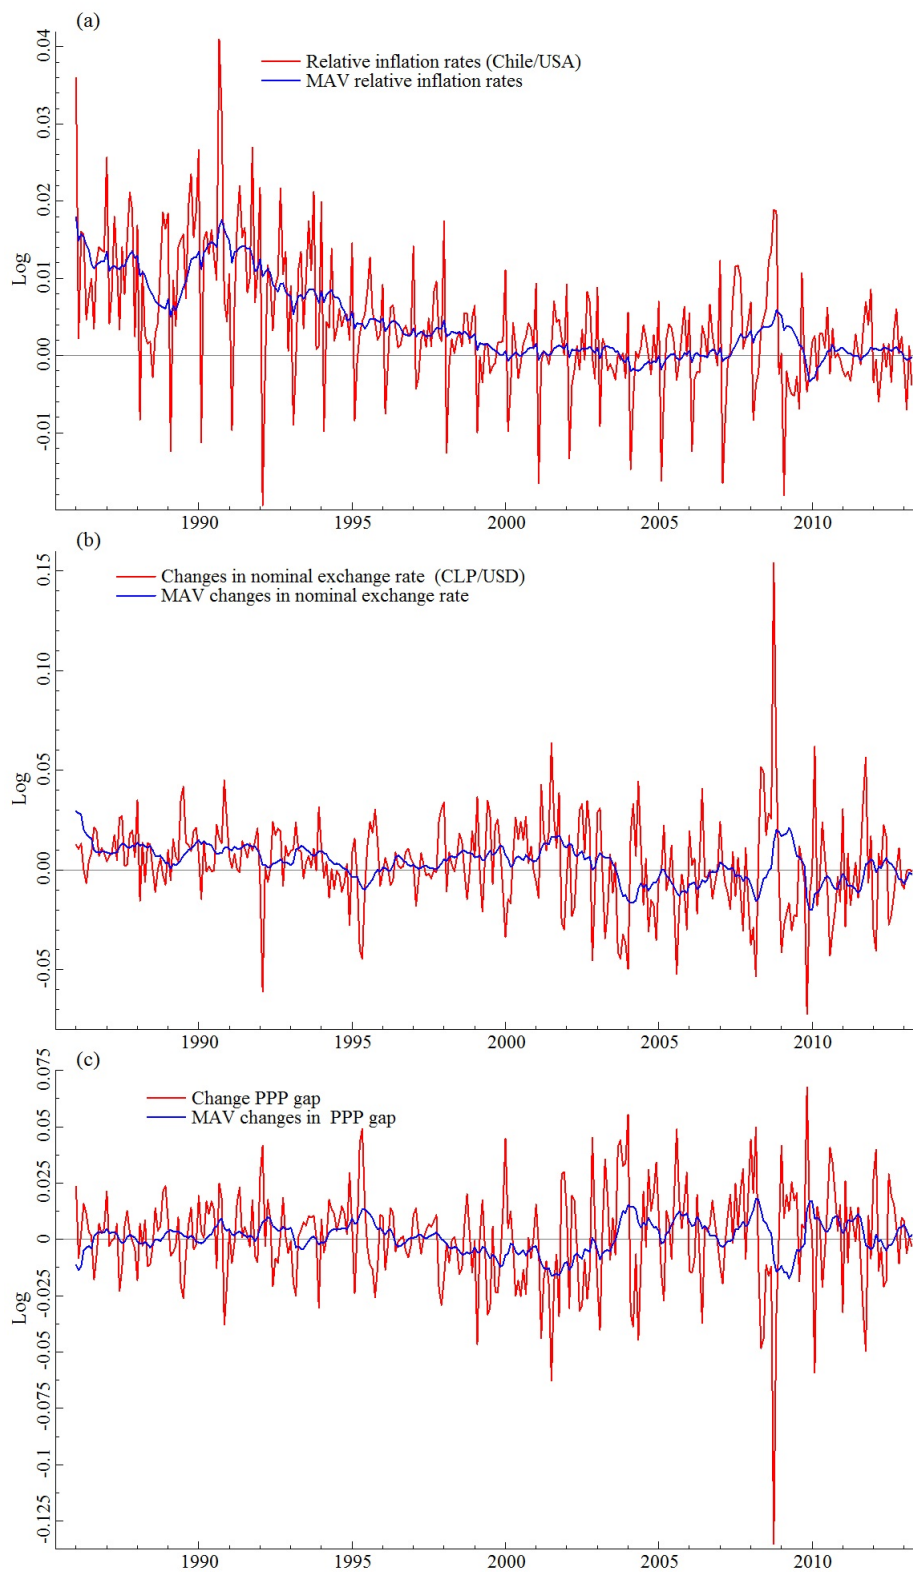 (a)
0.04
0.03
0.02
0.01
0.00
-0.01
Log
Relative inflation rates (Chile/USA)
MAV relative inflation rates
1990 1995 2000 2005 2010
(b)
0.15
0.10
0.05
0.00
-0.05
Log
Changes in nominal exchange rate (CLP/USD)
MAV changes in nominal exchange rate
1990 1995 2000 2005 2010
(c)
0.075
0.05
0.025
0
-0.025
-0.05
-0.075
-0.1
-0.125
Log
Change PPP gap
MAV changes in PPP gap
1990 1995 2000 2005 2010